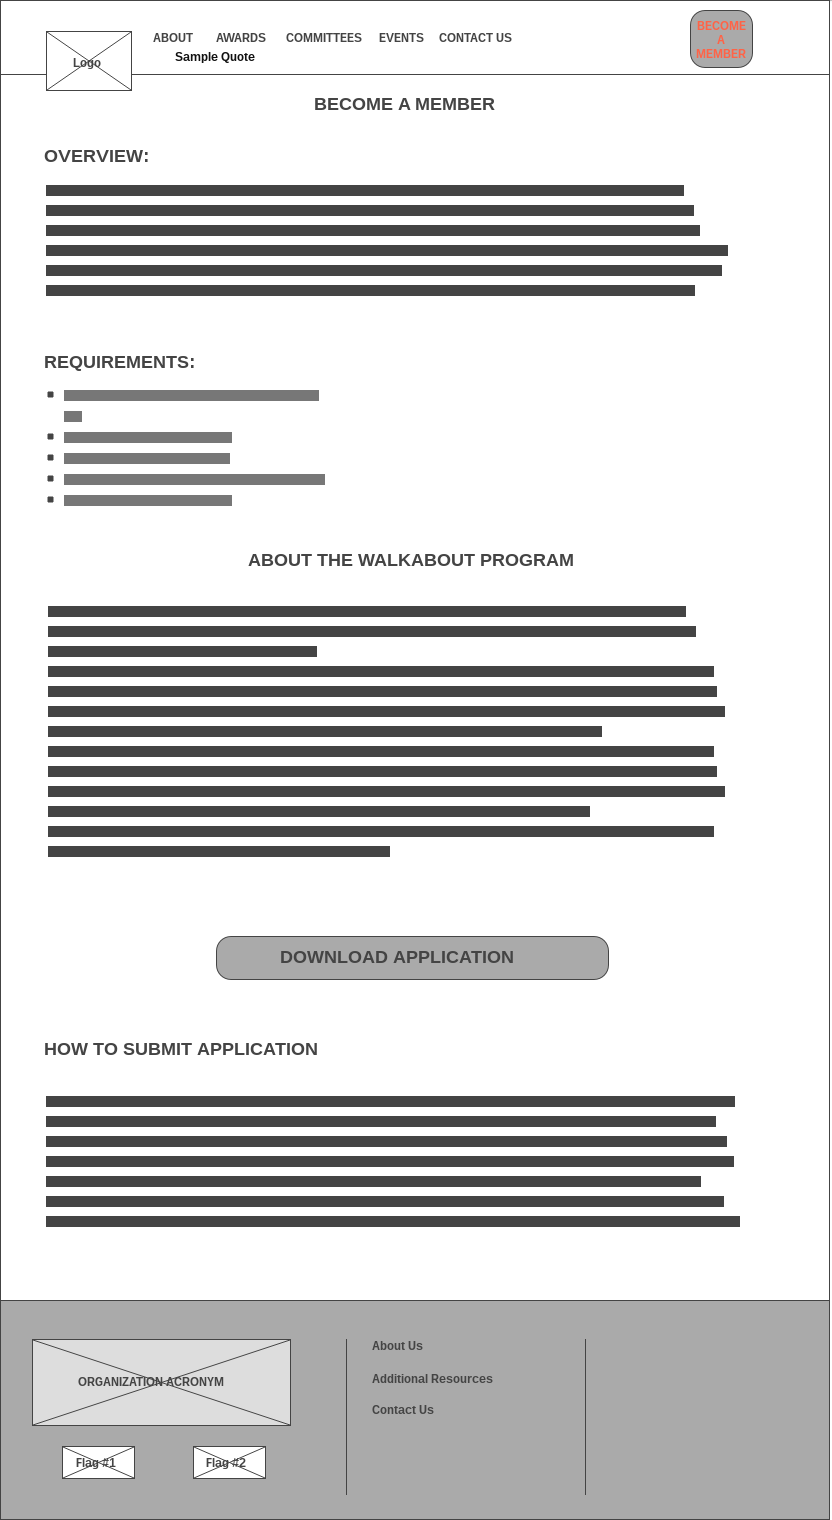 ABOUT AWARDS COMMITTEES EVENTS CONTACT US
BECOME
A
MEMBER
Logo
Sample Quote
BECOME A MEMBER
OVERVIEW:
REQUIREMENTS:
ABOUT THE WALKABOUT PROGRAM
DOWNLOAD APPLICATION
HOW TO SUBMIT APPLICATION
ORGANIZATION ACRONYM
Flag #1
Flag #2
About Us
Additional Resources
Contact Us